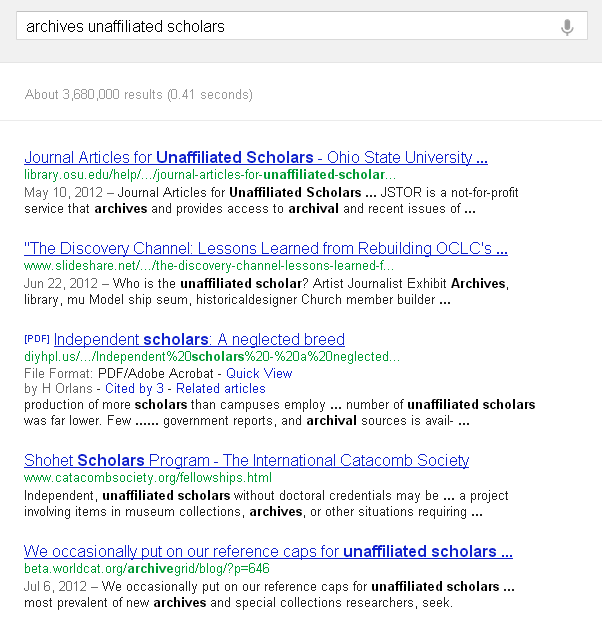 archives unaffiliated scholars
About 3,680,000 results (0.41 seconds)
Journal Articles for Unaffiliated Scholars - Ohio State University ...
library.osu.edu/help/.../journal-articles-for-unaffiliated-scholar...
May 10, 2012 – Journal Articles for Unaffiliated Scholars ... JSTOR is a not-for-profit
service that archives and provides access to archival and recent issues of ...
"The Discovery Channel: Lessons Learned from Rebuilding OCLC's ...
www.slideshare.net/.../the-discovery-channel-lessons-learned-f...
Jun 22, 2012 – Who is the unaffiliated scholar? Artist Journalist Exhibit Archives,
library, mu Model ship seum, historicaldesigner Church member builder ...
[PDF] Independent scholars: A neglected breed
diyhpl.us/.../Independent%20scholars%20-%20a%20neglected...
File Format: PDF/Adobe Acrobat - Quick View
by H Orlans - Cited by 3 - Related articles
production of more scholars than campuses employ ... number of unaffiliated scholars
was far lower. Few ...... government reports, and archival sources is avail- ...
Shohet Scholars Program - The International Catacomb Society
www.catacombsociety.org/fellowships.html
Independent, unaffiliated scholars without doctoral credentials may be ... a project
involving items in museum collections, archives, or other situations requiring ...
We occasionally put on our reference caps for unaffiliated scholars ...
beta.worldcat.org/archivegrid/blog/?p=646
Jul 6, 2012 – We occasionally put on our reference caps for unaffiliated scholars ...
most prevalent of new archives and special collections researchers, seek.